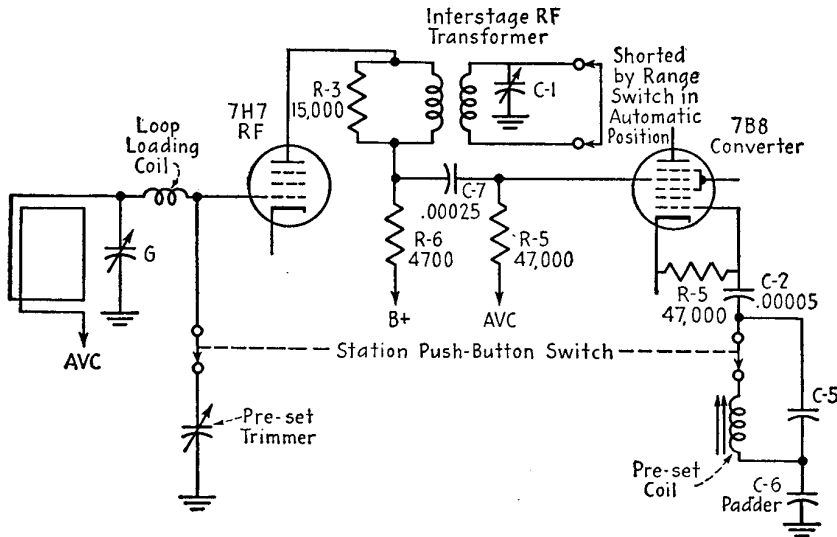 Interstage RF
Transformer
Shorted
by Range
Switch in
Automatic
Position
R-3
15,000
C-1
7H7
RF
7B8
Converter
Loop
Loading
Coil
G
C-7
.00025
R-6
4700
R-5
47,000
R-5
47,000
C-2
.00005
B+
AVC
AVC
Station Push-Button Switch
Pre-set
Trimmer
C-5
Pre-set
Coil
C-6
Padder